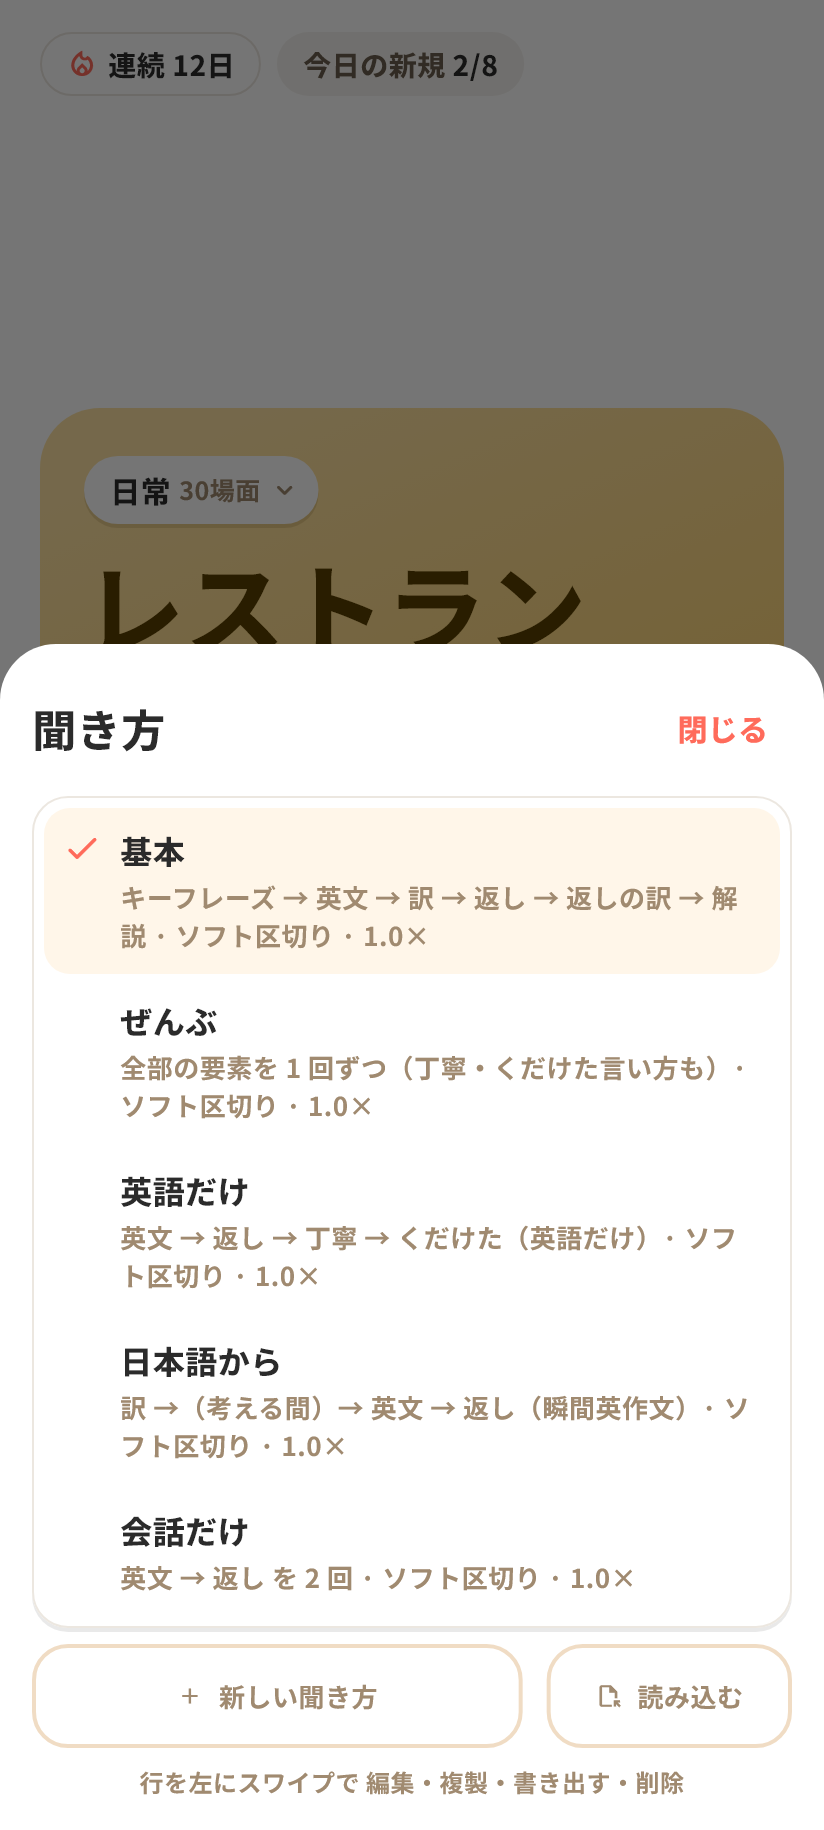 連続 12日
今日の新規 2/8
日常 30場面
レストラン
聞き方
閉じる
基本
キーフレーズ → 英文 → 訳 → 返し → 返しの訳 → 解
説 · ソフト区切り · 1.0×
ぜんぶ
全部の要素を 1 回ずつ（丁寧・くだけた言い方も）·
ソフト区切り · 1.0×
英語だけ
英文 → 返し → 丁寧 → くだけた（英語だけ）· ソフ
ト区切り · 1.0×
日本語から
訳 →（考える間）→ 英文 → 返し（瞬間英作文）· ソ
フト区切り · 1.0×
会話だけ
英文 → 返し を 2 回 · ソフト区切り · 1.0×
+ 新しい聞き方
読み込む
行を左にスワイプで 編集・複製・書き出す・削除